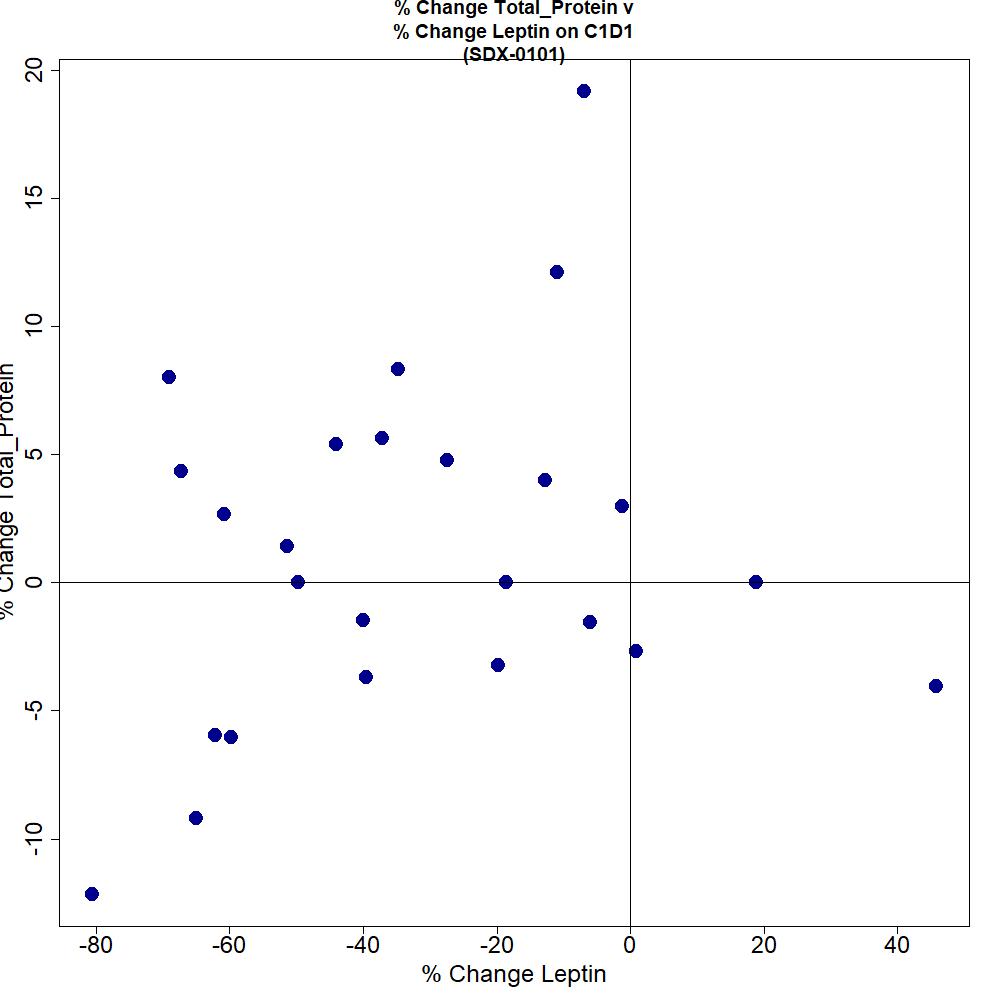 % Change Total_Protein v
% Change Leptin on C1D1
(SDX-0101)
20
15
10
5
0
-5
-10
% Change Total_Protein
-80 -60 -40 -20 0 20 40
% Change Leptin